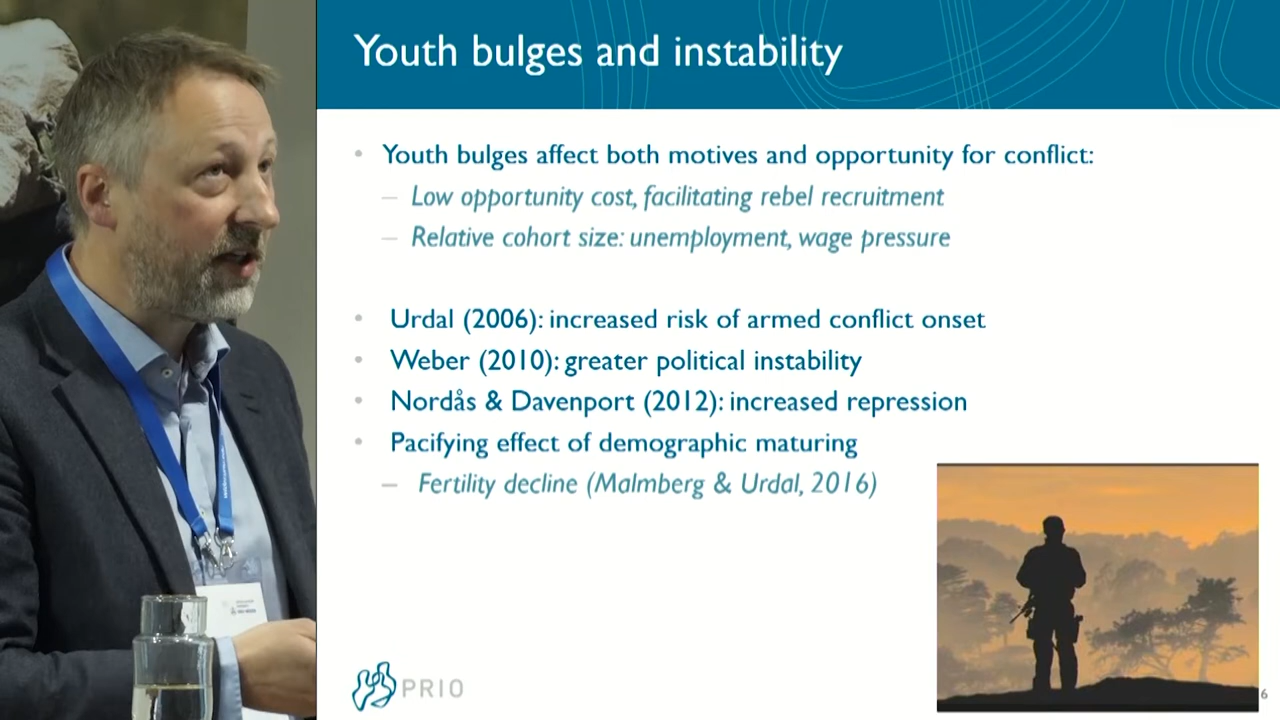 Youth bulges and instability
• Youth bulges affect both motives and opportunity for conflict:
– Low opportunity cost, facilitating rebel recruitment
– Relative cohort size: unemployment, wage pressure
• Urdal (2006): increased risk of armed conflict onset
• Weber (2010): greater political instability
• Nordås & Davenport (2012): increased repression
• Pacifying effect of demographic maturing
– Fertility decline (Malmberg & Urdal, 2016)
PRIO
6